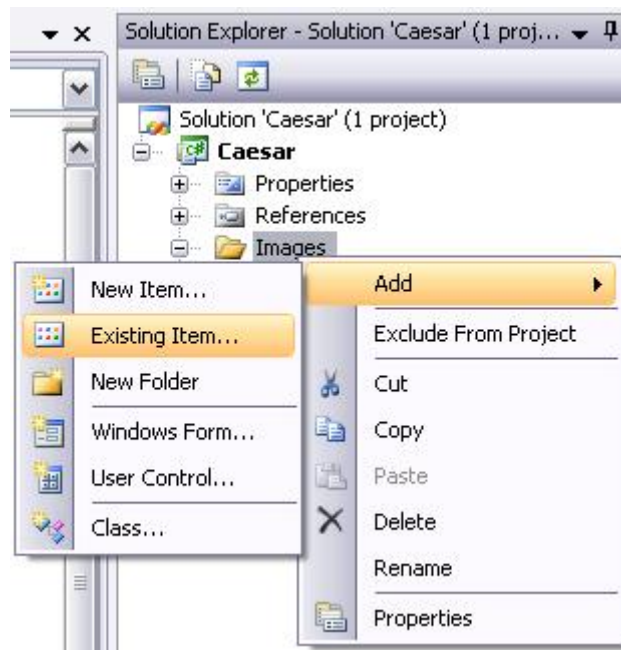 Solution Explorer - Solution 'Caesar' (1 proj...
Solution 'Caesar' (1 project)
C#
Caesar
Properties
References
Images
New Item...
Existing Item...
New Folder
Windows Form...
User Control...
Class...
Add
Exclude From Project
Cut
Copy
Paste
Delete
Rename
Properties